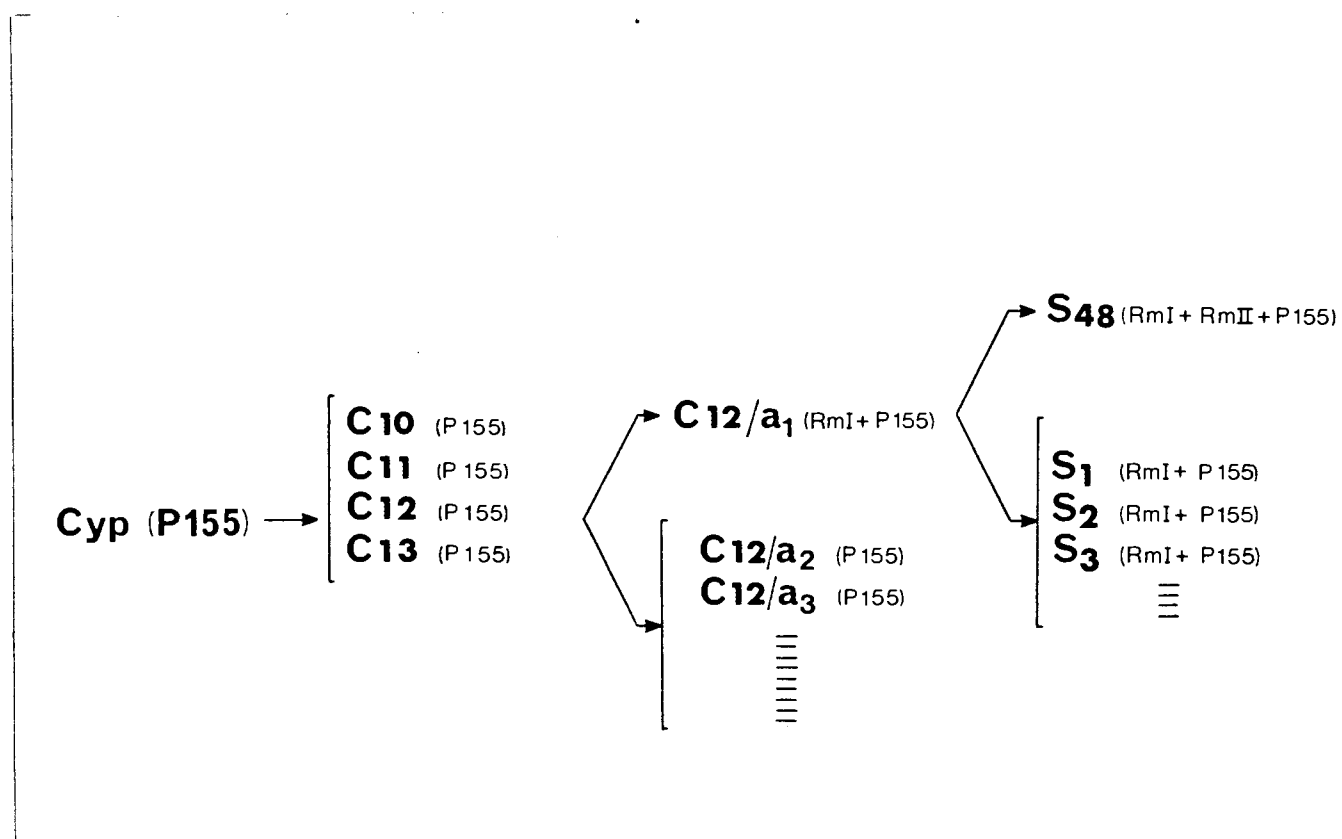 Cyp (P155)
C10 (P155)
C11 (P155)
C12 (P155)
C13 (P155)
C12/a1 (RmI + P155)
C12/a2 (P155)
C12/a3 (P155)
S48 (RmI + RmII + P155)
S1 (RmI + P155)
S2 (RmI + P155)
S3 (RmI + P155)